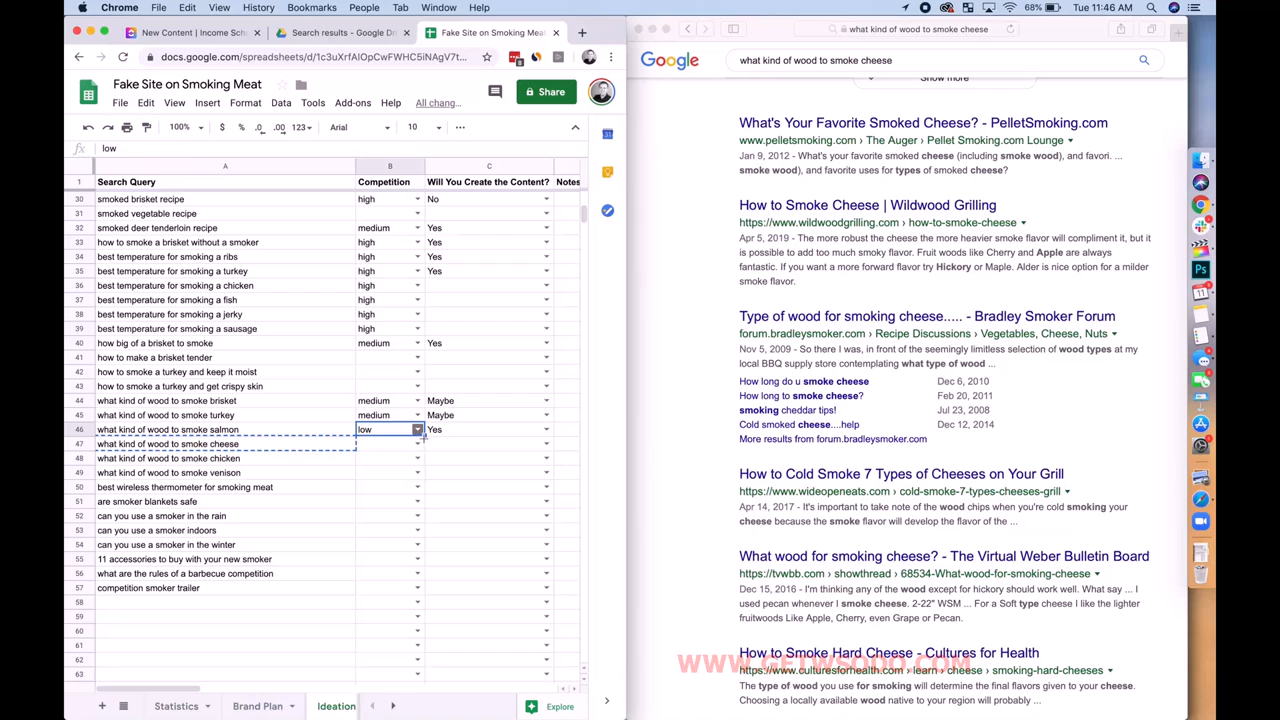 Chrome File Edit View History Bookmarks People Tab Window Help
68% Tue 11:46 AM
New Content | Income Sch
Search results - Google Dr
Fake Site on Smoking Meat
docs.google.com/spreadsheets/d/1c3uXrfAlOpCwFWHC5iNAgV7t...
Fake Site on Smoking Meat
File Edit View Insert Format Data Tools Add-ons Help All chang...
Share
100% $ % .0 .00 123 Arial 10
fx low
A B C
1 Search Query Competition Will You Create the Content? Notes
30 smoked brisket recipe high No
31 smoked vegetable recipe
32 smoked deer tenderloin recipe medium Yes
33 how to smoke a brisket without a smoker high Yes
34 best temperature for smoking a ribs high Yes
35 best temperature for smoking a turkey high Yes
36 best temperature for smoking a chicken high
37 best temperature for smoking a fish high
38 best temperature for smoking a jerky high
39 best temperature for smoking a sausage high
40 how big of a brisket to smoke medium Yes
41 how to make a brisket tender
42 how to smoke a turkey and keep it moist
43 how to smoke a turkey and get crispy skin
44 what kind of wood to smoke brisket medium Maybe
45 what kind of wood to smoke turkey medium Maybe
46 what kind of wood to smoke salmon low Yes
47 what kind of wood to smoke cheese
48 what kind of wood to smoke chicken
49 what kind of wood to smoke venison
50 best wireless thermometer for smoking meat
51 are smoker blankets safe
52 can you use a smoker in the rain
53 can you use a smoker indoors
54 can you use a smoker in the winter
55 11 accessories to buy with your new smoker
56 what are the rules of a barbecue competition
57 competition smoker trailer
58
59
60
61
62
63
Statistics Brand Plan Ideation
Explore
what kind of wood to smoke cheese
Google what kind of wood to smoke cheese
Show more
What's Your Favorite Smoked Cheese? - PelletSmoking.com
www.pelletsmoking.com › The Auger › Pellet Smoking.com Lounge
Jan 9, 2012 - What's your favorite smoked cheese (including smoke wood), and favori. ...
smoke wood), and favorite uses for types of smoked cheese?
How to Smoke Cheese | Wildwood Grilling
https://www.wildwoodgrilling.com › how-to-smoke-cheese
Apr 5, 2019 - The more robust the cheese the more heavier smoke flavor will compliment it, but it
is possible to add too much smoky flavor. Fruit woods like Cherry and Apple are always
fantastic. If you want a more forward flavor try Hickory or Maple. Alder is nice option for a milder
smoke flavor.
Type of wood for smoking cheese..... - Bradley Smoker Forum
forum.bradleysmoker.com › Recipe Discussions › Vegetables, Cheese, Nuts
Nov 5, 2009 - So there I was, in front of the seemingly limitless selection of wood types at my
local BBQ supply store contemplating what type of wood ...
How long do u smoke cheese Dec 6, 2010
How long to smoke cheese? Feb 20, 2011
smoking cheddar tips! Jul 23, 2008
Cold smoked cheese....help Dec 12, 2014
More results from forum.bradleysmoker.com
How to Cold Smoke 7 Types of Cheeses on Your Grill
https://www.wideopeneats.com › cold-smoke-7-types-cheeses-grill
Apr 14, 2017 - It's important to take note of the wood chips when you're cold smoking your
cheese because the smoke flavor will develop the flavor of the ...
What wood for smoking cheese? - The Virtual Weber Bulletin Board
https://tvwbb.com › showthread › 68534-What-wood-for-smoking-cheese
Dec 15, 2016 - I'm thinking any of the wood except for hickory should work well. What say ... I
used pecan whenever I smoke cheese. 2-22" WSM ... For a Soft type cheese I like the lighter
fruitwoods Like Apple, Cherry, even Grape or Pecan.
How to Smoke Hard Cheese - Cultures for Health
WWW.GETWSODO.COM
https://www.culturesforhealth.com › learn › cheese › smoking-hard-cheeses
The type of wood you use for smoking will determine the final flavors given to your cheese.
Choosing a locally available wood native to your region will probably ...